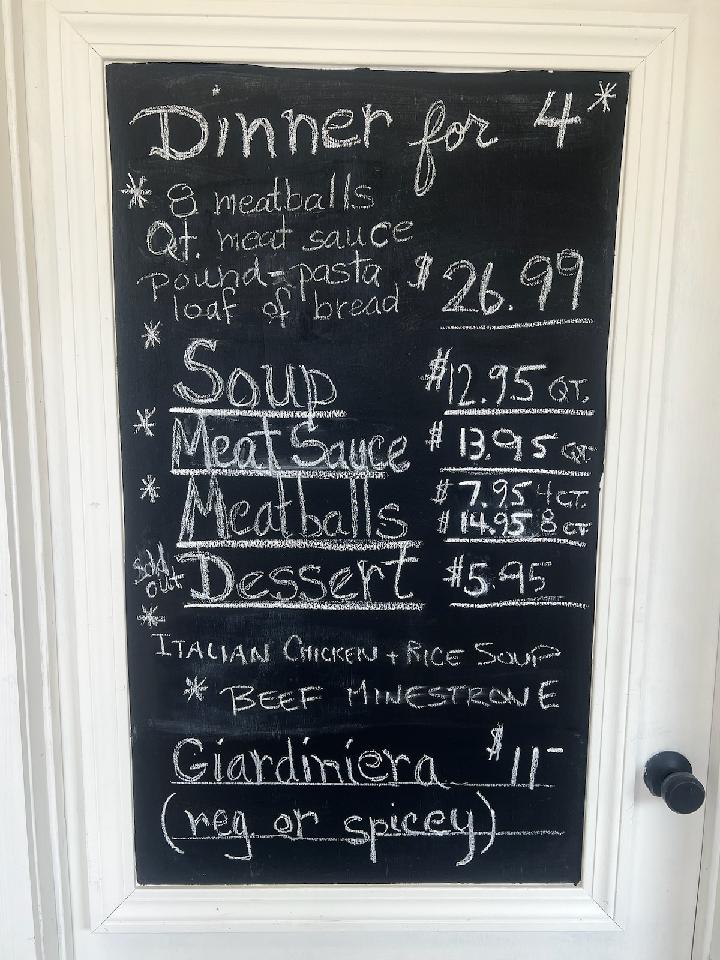 Dinner for 4*
* 8 meatballs
Qt. meat sauce
pound-pasta $26.99
loaf of bread
* Soup $12.95 QT.
* Meat Sauce $13.95 QT.
* Meatballs $7.95 4 CT.
$14.95 8 CT
sold out Dessert $5.95
* ITALIAN CHICKEN + RICE SOUP
* BEEF MINESTRONE
Giardiniera $11-
(reg or spicey)